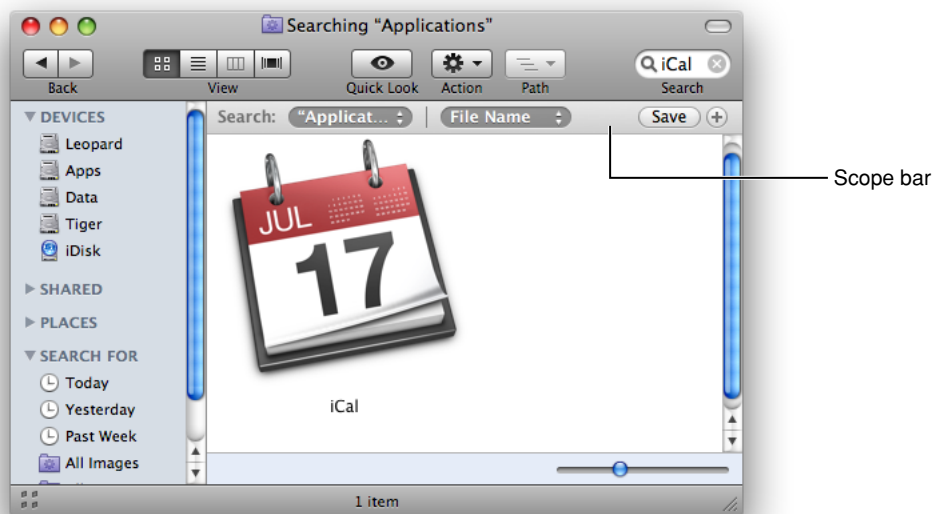 Searching “Applications”
iCal
Back
View
Quick Look
Action
Path
Search
DEVICES
Leopard
Apps
Data
Tiger
iDisk
SHARED
PLACES
SEARCH FOR
Today
Yesterday
Past Week
All Images
Search: “Applicat... File Name Save
JUL
17
iCal
1 item
Scope bar